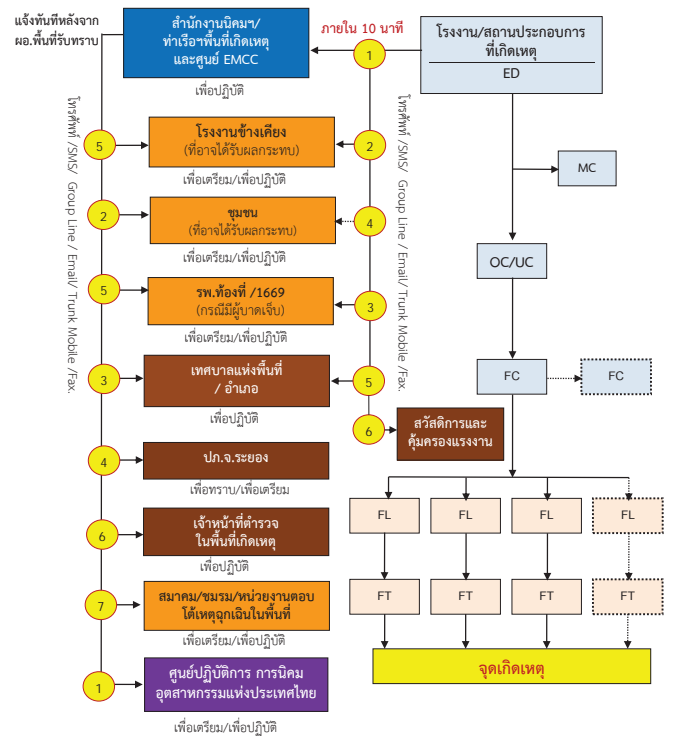 แจ้งทันทีหลังจาก
ผอ.พื้นที่รับทราบ
สำนักงานนิคมฯ/
ท่าเรือฯพื้นที่เกิดเหตุ
และศูนย์ EMCC
เพื่อปฏิบัติ
ภายใน 10 นาที
1
โรงงาน/สถานประกอบการ
ที่เกิดเหตุ
ED
โทรศัพท์ /SMS/ Group Line / Email/ Trunk Mobile /Fax.
5
โรงงานข้างเคียง
(ที่อาจได้รับผลกระทบ)
เพื่อเตรียม/เพื่อปฏิบัติ
2
โทรศัพท์ /SMS/ Group Line / Email/ Trunk Mobile /Fax.
MC
2
ชุมชน
(ที่อาจได้รับผลกระทบ)
เพื่อเตรียม/เพื่อปฏิบัติ
4
OC/UC
5
รพ.ท้องที่ /1669
(กรณีมีผู้บาดเจ็บ)
เพื่อเตรียม/เพื่อปฏิบัติ
3
3
เทศบาลแห่งพื้นที่
/ อำเภอ
เพื่อปฏิบัติ
5
FC
FC
6
สวัสดิการและ
คุ้มครองแรงงาน
4
ปภ.จ.ระยอง
เพื่อทราบ/เพื่อเตรียม
6
เจ้าหน้าที่ตำรวจ
ในพื้นที่เกิดเหตุ
เพื่อปฏิบัติ
FL
FL
FL
FL
7
สมาคม/ชมรม/หน่วยงานตอบ
โต้เหตุฉุกเฉินในพื้นที่
เพื่อเตรียม/เพื่อปฏิบัติ
FT
FT
FT
FT
1
ศูนย์ปฏิบัติการ การนิคม
อุตสาหกรรมแห่งประเทศไทย
เพื่อเตรียม/เพื่อปฏิบัติ
จุดเกิดเหตุ